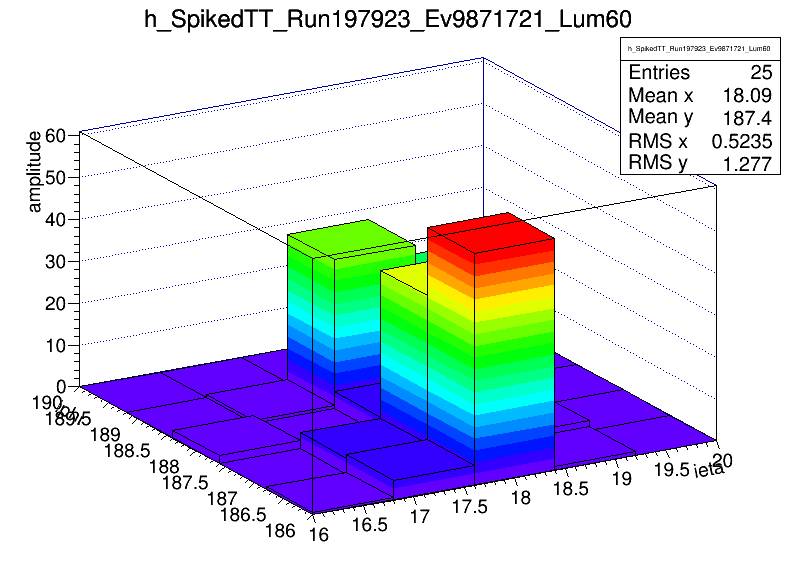 h_SpikedTT_Run197923_Ev9871721_Lum60
h_SpikedTT_Run197923_Ev9871721_Lum60
Entries 25
Mean x 18.09
Mean y 187.4
RMS x 0.5235
RMS y 1.277
amplitude
60
50
40
30
20
10
0
190
189.5
189
188.5
188
187.5
187
186.5
186
16
16.5
17
17.5
18
18.5
19
19.5
20
ieta